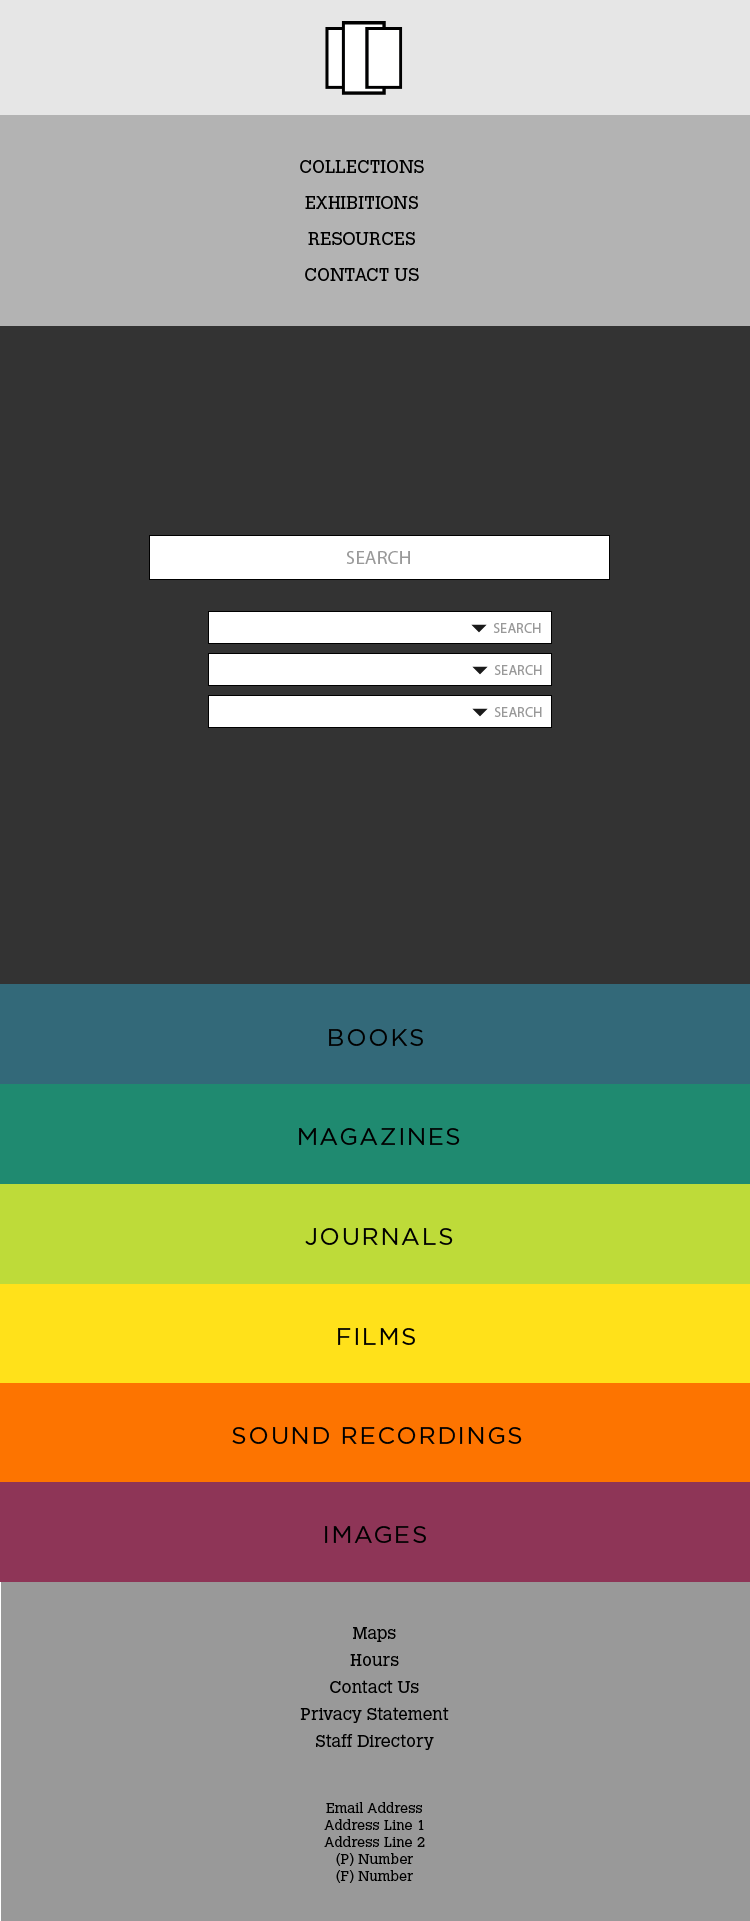 COLLECTIONS
EXHIBITIONS
RESOURCES
CONTACT US
SEARCH
SEARCH
SEARCH
SEARCH
BOOKS
MAGAZINES
JOURNALS
FILMS
SOUND RECORDINGS
IMAGES
Maps
Hours
Contact Us
Privacy Statement
Staff Directory
Email Address
Address Line 1
Address Line 2
(P) Number
(F) Number